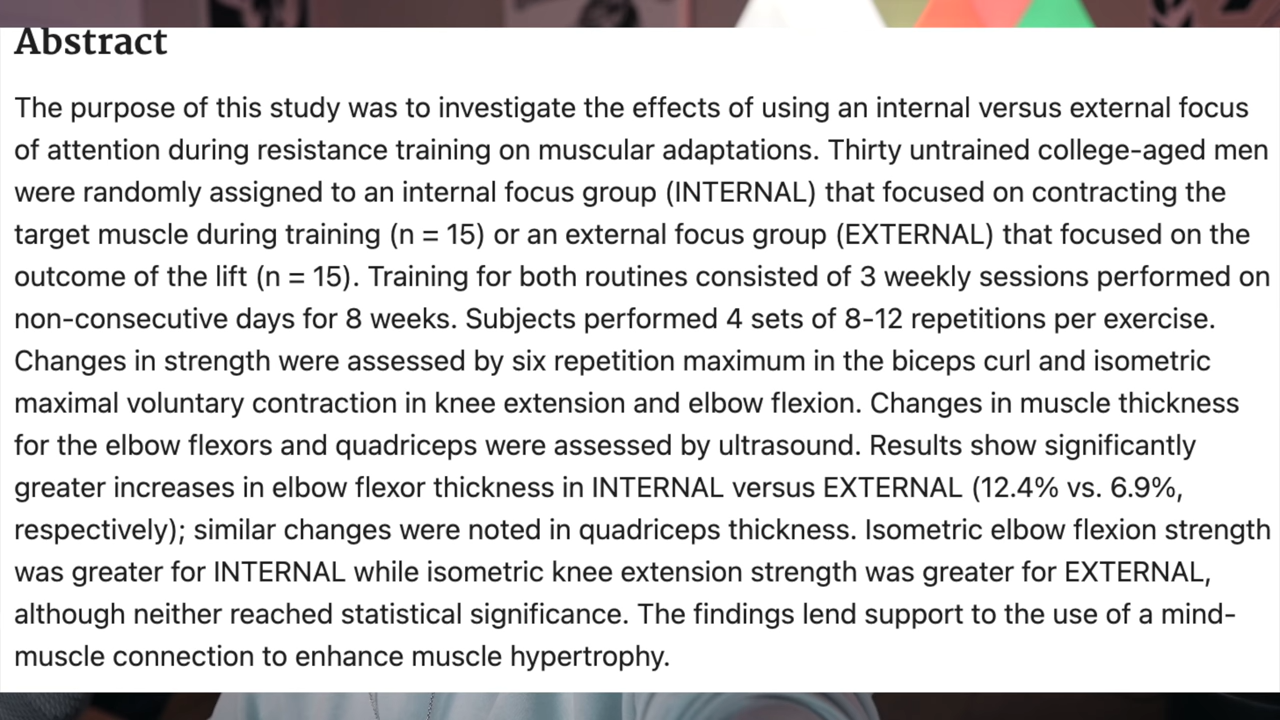 Abstract
The purpose of this study was to investigate the effects of using an internal versus external focus
of attention during resistance training on muscular adaptations. Thirty untrained college-aged men
were randomly assigned to an internal focus group (INTERNAL) that focused on contracting the
target muscle during training (n = 15) or an external focus group (EXTERNAL) that focused on the
outcome of the lift (n = 15). Training for both routines consisted of 3 weekly sessions performed on
non-consecutive days for 8 weeks. Subjects performed 4 sets of 8-12 repetitions per exercise.
Changes in strength were assessed by six repetition maximum in the biceps curl and isometric
maximal voluntary contraction in knee extension and elbow flexion. Changes in muscle thickness
for the elbow flexors and quadriceps were assessed by ultrasound. Results show significantly
greater increases in elbow flexor thickness in INTERNAL versus EXTERNAL (12.4% vs. 6.9%,
respectively); similar changes were noted in quadriceps thickness. Isometric elbow flexion strength
was greater for INTERNAL while isometric knee extension strength was greater for EXTERNAL,
although neither reached statistical significance. The findings lend support to the use of a mind-
muscle connection to enhance muscle hypertrophy.